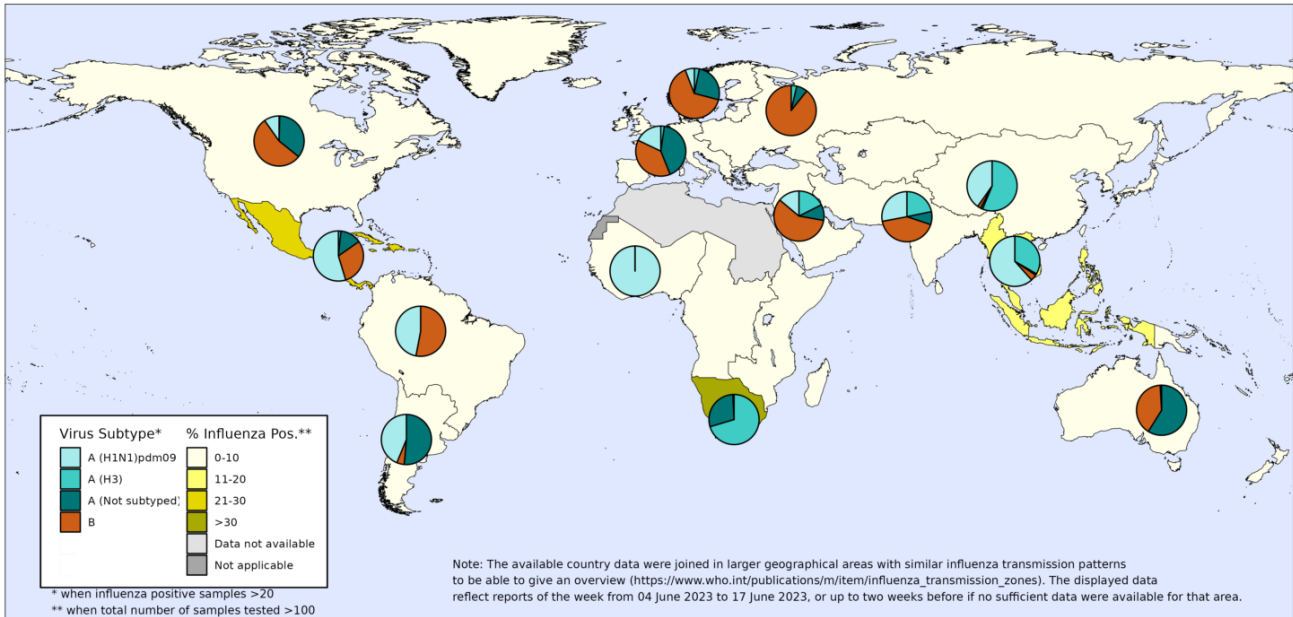 Virus Subtype*
A (H1N1)pdm09
A (H3)
A (Not subtyped)
B
% Influenza Pos.**
0-10
11-20
21-30
>30
Data not available
Not applicable
* when influenza positive samples >20
** when total number of samples tested >100
Note: The available country data were joined in larger geographical areas with similar influenza transmission patterns
to be able to give an overview (https://www.who.int/publications/m/item/influenza_transmission_zones). The displayed data
reflect reports of the week from 04 June 2023 to 17 June 2023, or up to two weeks before if no sufficient data were available for that area.